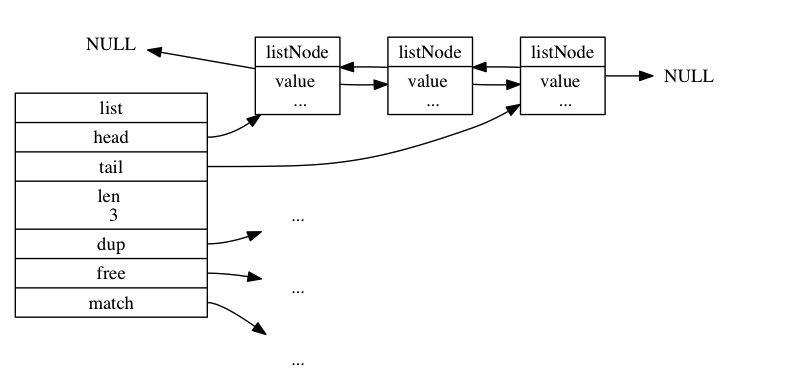 NULL
listNode
value
...
listNode
value
...
listNode
value
...
NULL
list
head
tail
len
3
dup
free
match
...
...
...